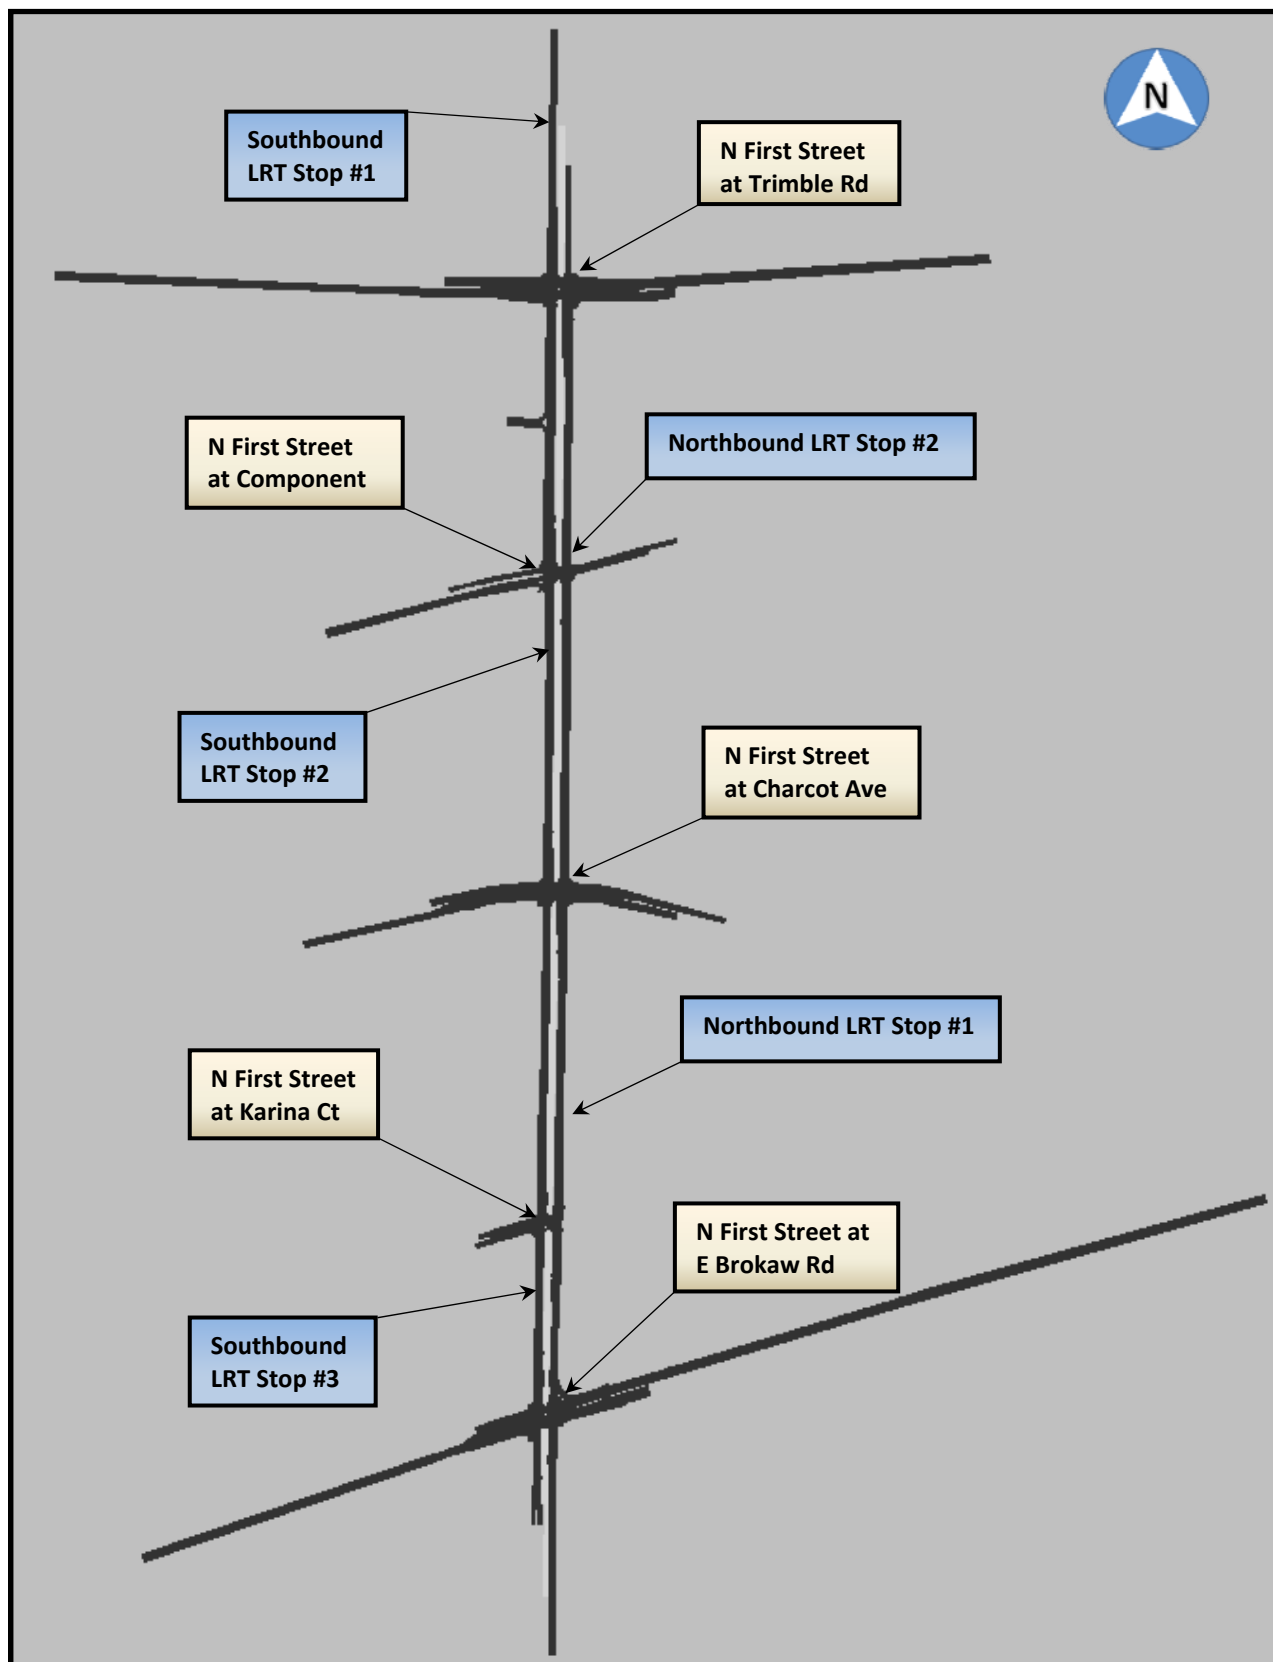 N
Southbound
LRT Stop #1
N First Street
at Trimble Rd
N First Street
at Component
Northbound LRT Stop #2
Southbound
LRT Stop #2
N First Street
at Charcot Ave
Northbound LRT Stop #1
N First Street
at Karina Ct
N First Street at
E Brokaw Rd
Southbound
LRT Stop #3